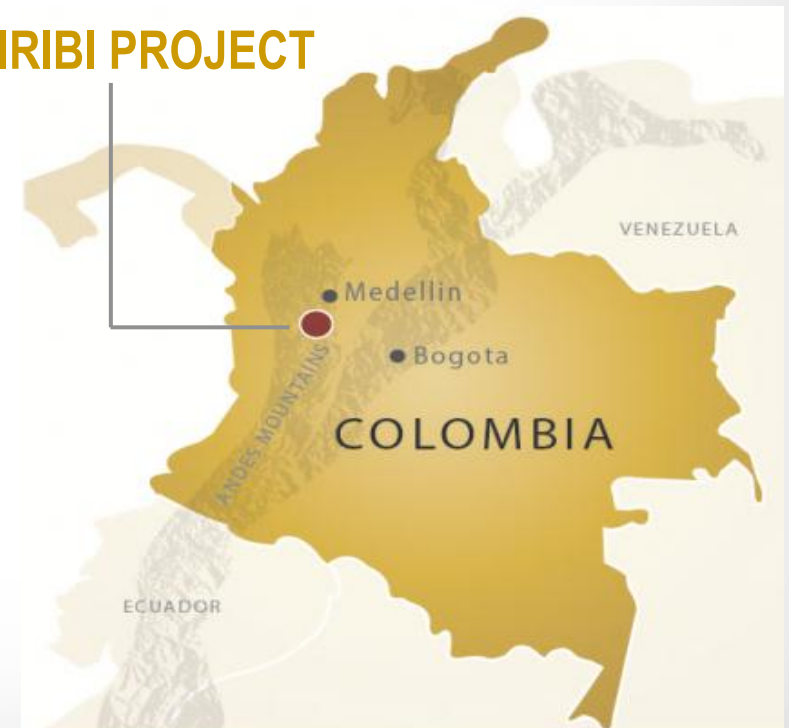 IRIBI PROJECT
VENEZUELA
Medellin
Bogota
ANDES MOUNTAINS
COLOMBIA
ECUADOR